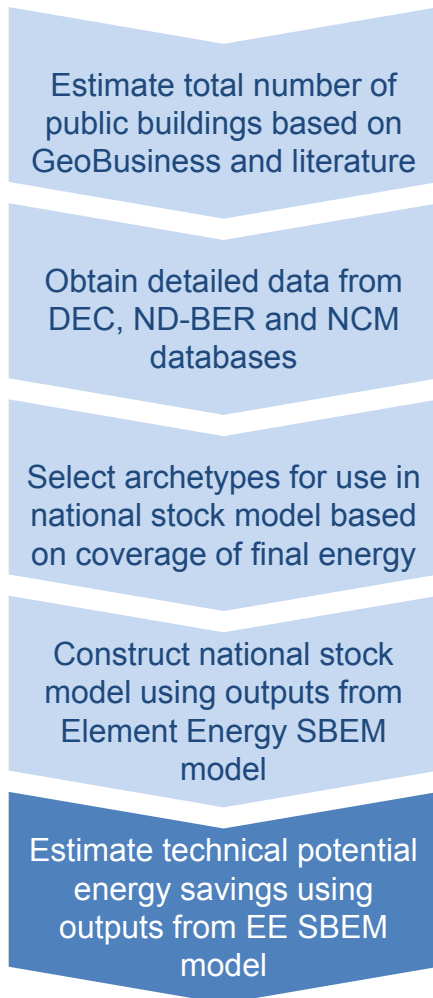 Estimate total number of
public buildings based on
GeoBusiness and literature
Obtain detailed data from
DEC, ND-BER and NCM
databases
Select archetypes for use in
national stock model based
on coverage of final energy
Construct national stock
model using outputs from
Element Energy SBEM
model
Estimate technical potential
energy savings using
outputs from EE SBEM
model